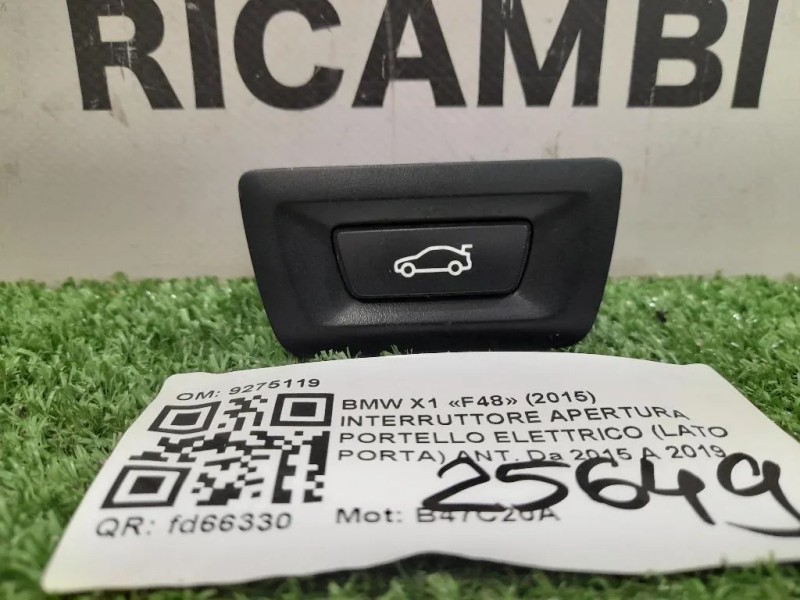 RICAMBI
OM: 9275119
BMW X1 «F48» (2015)
INTERRUTTORE APERTURA
PORTELLO ELETTRICO (LATO
PORTA) ANT. Da 2015 A 2019
25649
QR: fd66330
Mot: B47C20A